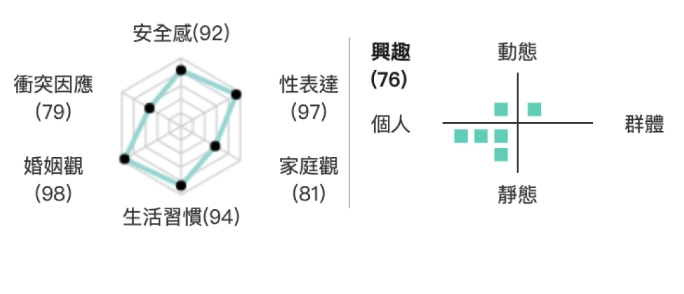 安全感(92)
衝突因應
(79)
性表達
(97)
婚姻觀
(98)
家庭觀
(81)
生活習慣(94)
興趣
(76)
動態
個人
群體
靜態